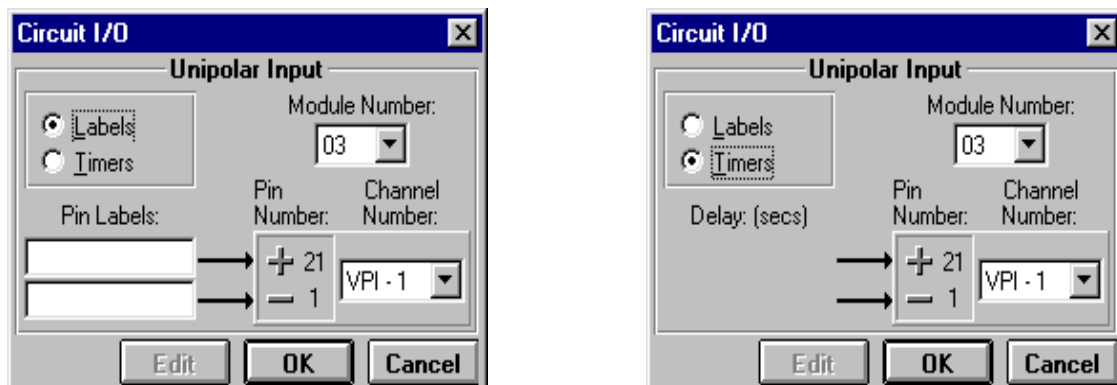 Circuit I/O
Unipolar Input
Labels
Timers
Module Number:
03
Pin Labels:
Pin
Number:
Channel
Number:
+ 21
− 1
VPI - 1
Edit
OK
Cancel
Circuit I/O
Unipolar Input
Labels
Timers
Module Number:
03
Delay: (secs)
Pin
Number:
Channel
Number:
+ 21
− 1
VPI - 1
Edit
OK
Cancel